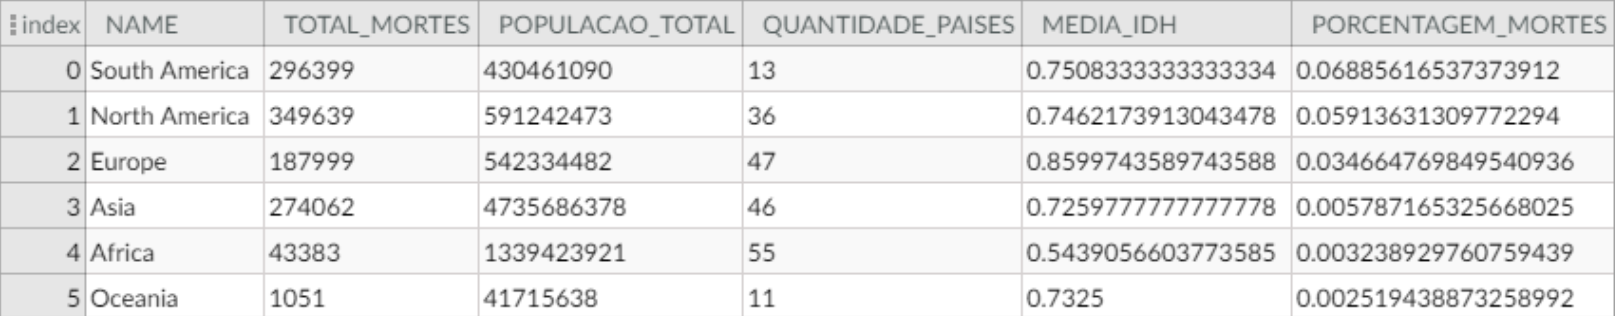 index NAME TOTAL_MORTES POPULACAO_TOTAL QUANTIDADE_PAISES MEDIA_IDH PORCENTAGEM_MORTES
0 South America 296399 430461090 13 0.7508333333333334 0.06885616537373912
1 North America 349639 591242473 36 0.7462173913043478 0.05913631309772294
2 Europe 187999 542334482 47 0.8599743589743588 0.034664769849540936
3 Asia 274062 4735686378 46 0.7259777777777778 0.005787165325668025
4 Africa 43383 1339423921 55 0.5439056603773585 0.003238929760759439
5 Oceania 1051 41715638 11 0.7325 0.002519438873258992